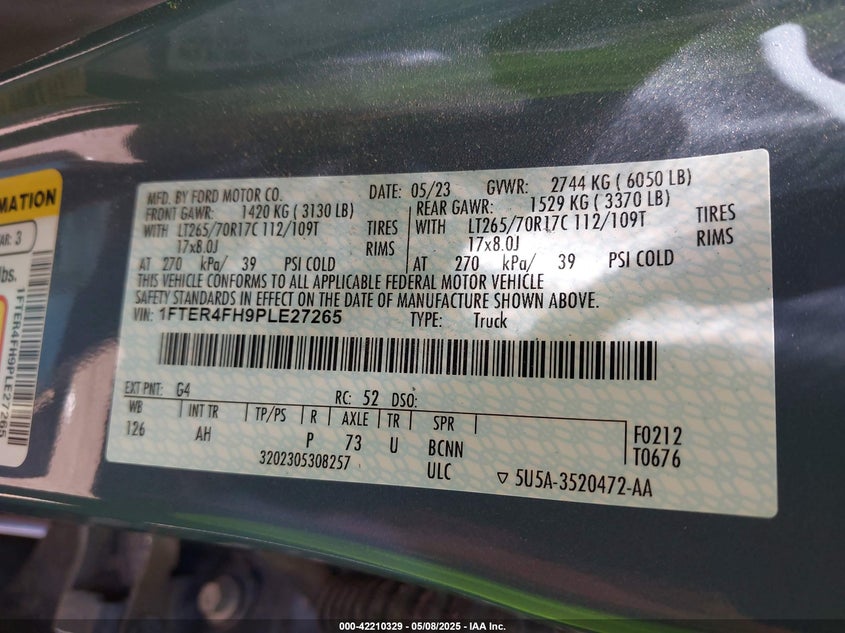 MATION
AR: 3
lbs.
1FTER4FH9PLE27265
MFD. BY FORD MOTOR CO. DATE: 05/23 GVWR: 2744 KG ( 6050 LB)
FRONT GAWR: 1420 KG ( 3130 LB) REAR GAWR: 1529 KG ( 3370 LB)
WITH LT265/70R17C 112/109T TIRES WITH LT265/70R17C 112/109T TIRES
17x8.0J RIMS 17x8.0J RIMS
AT 270 kPa/ 39 PSI COLD AT 270 kPa/ 39 PSI COLD
THIS VEHICLE CONFORMS TO ALL APPLICABLE FEDERAL MOTOR VEHICLE
SAFETY STANDARDS IN EFFECT ON THE DATE OF MANUFACTURE SHOWN ABOVE.
VIN: 1FTER4FH9PLE27265 TYPE: Truck
EXT PNT: G4 RC: 52 DSO:
WB INT TR TP/PS R AXLE TR SPR
126 AH P 73 U BCNN F0212
3202305308257 ULC T0676
5U5A-3520472-AA
000-42210329 - 05/08/2025 - IAA Inc.